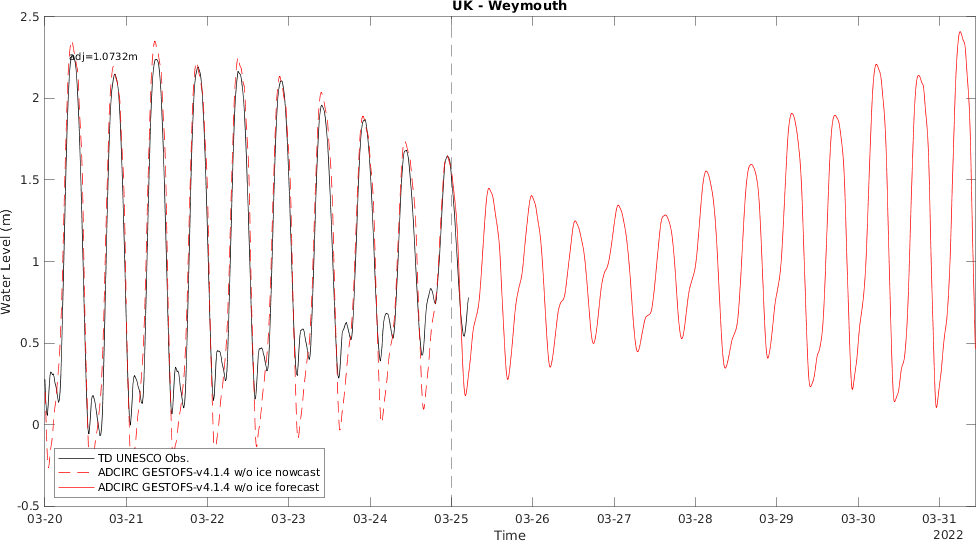 UK - Weymouth
2.5
adj=1.0732m
2
1.5
1
0.5
0
-0.5
Water Level (m)
TD UNESCO Obs.
ADCIRC GESTOFS-v4.1.4 w/o ice nowcast
ADCIRC GESTOFS-v4.1.4 w/o ice forecast
03-20 03-21 03-22 03-23 03-24 03-25 03-26 03-27 03-28 03-29 03-30 03-31
Time
2022